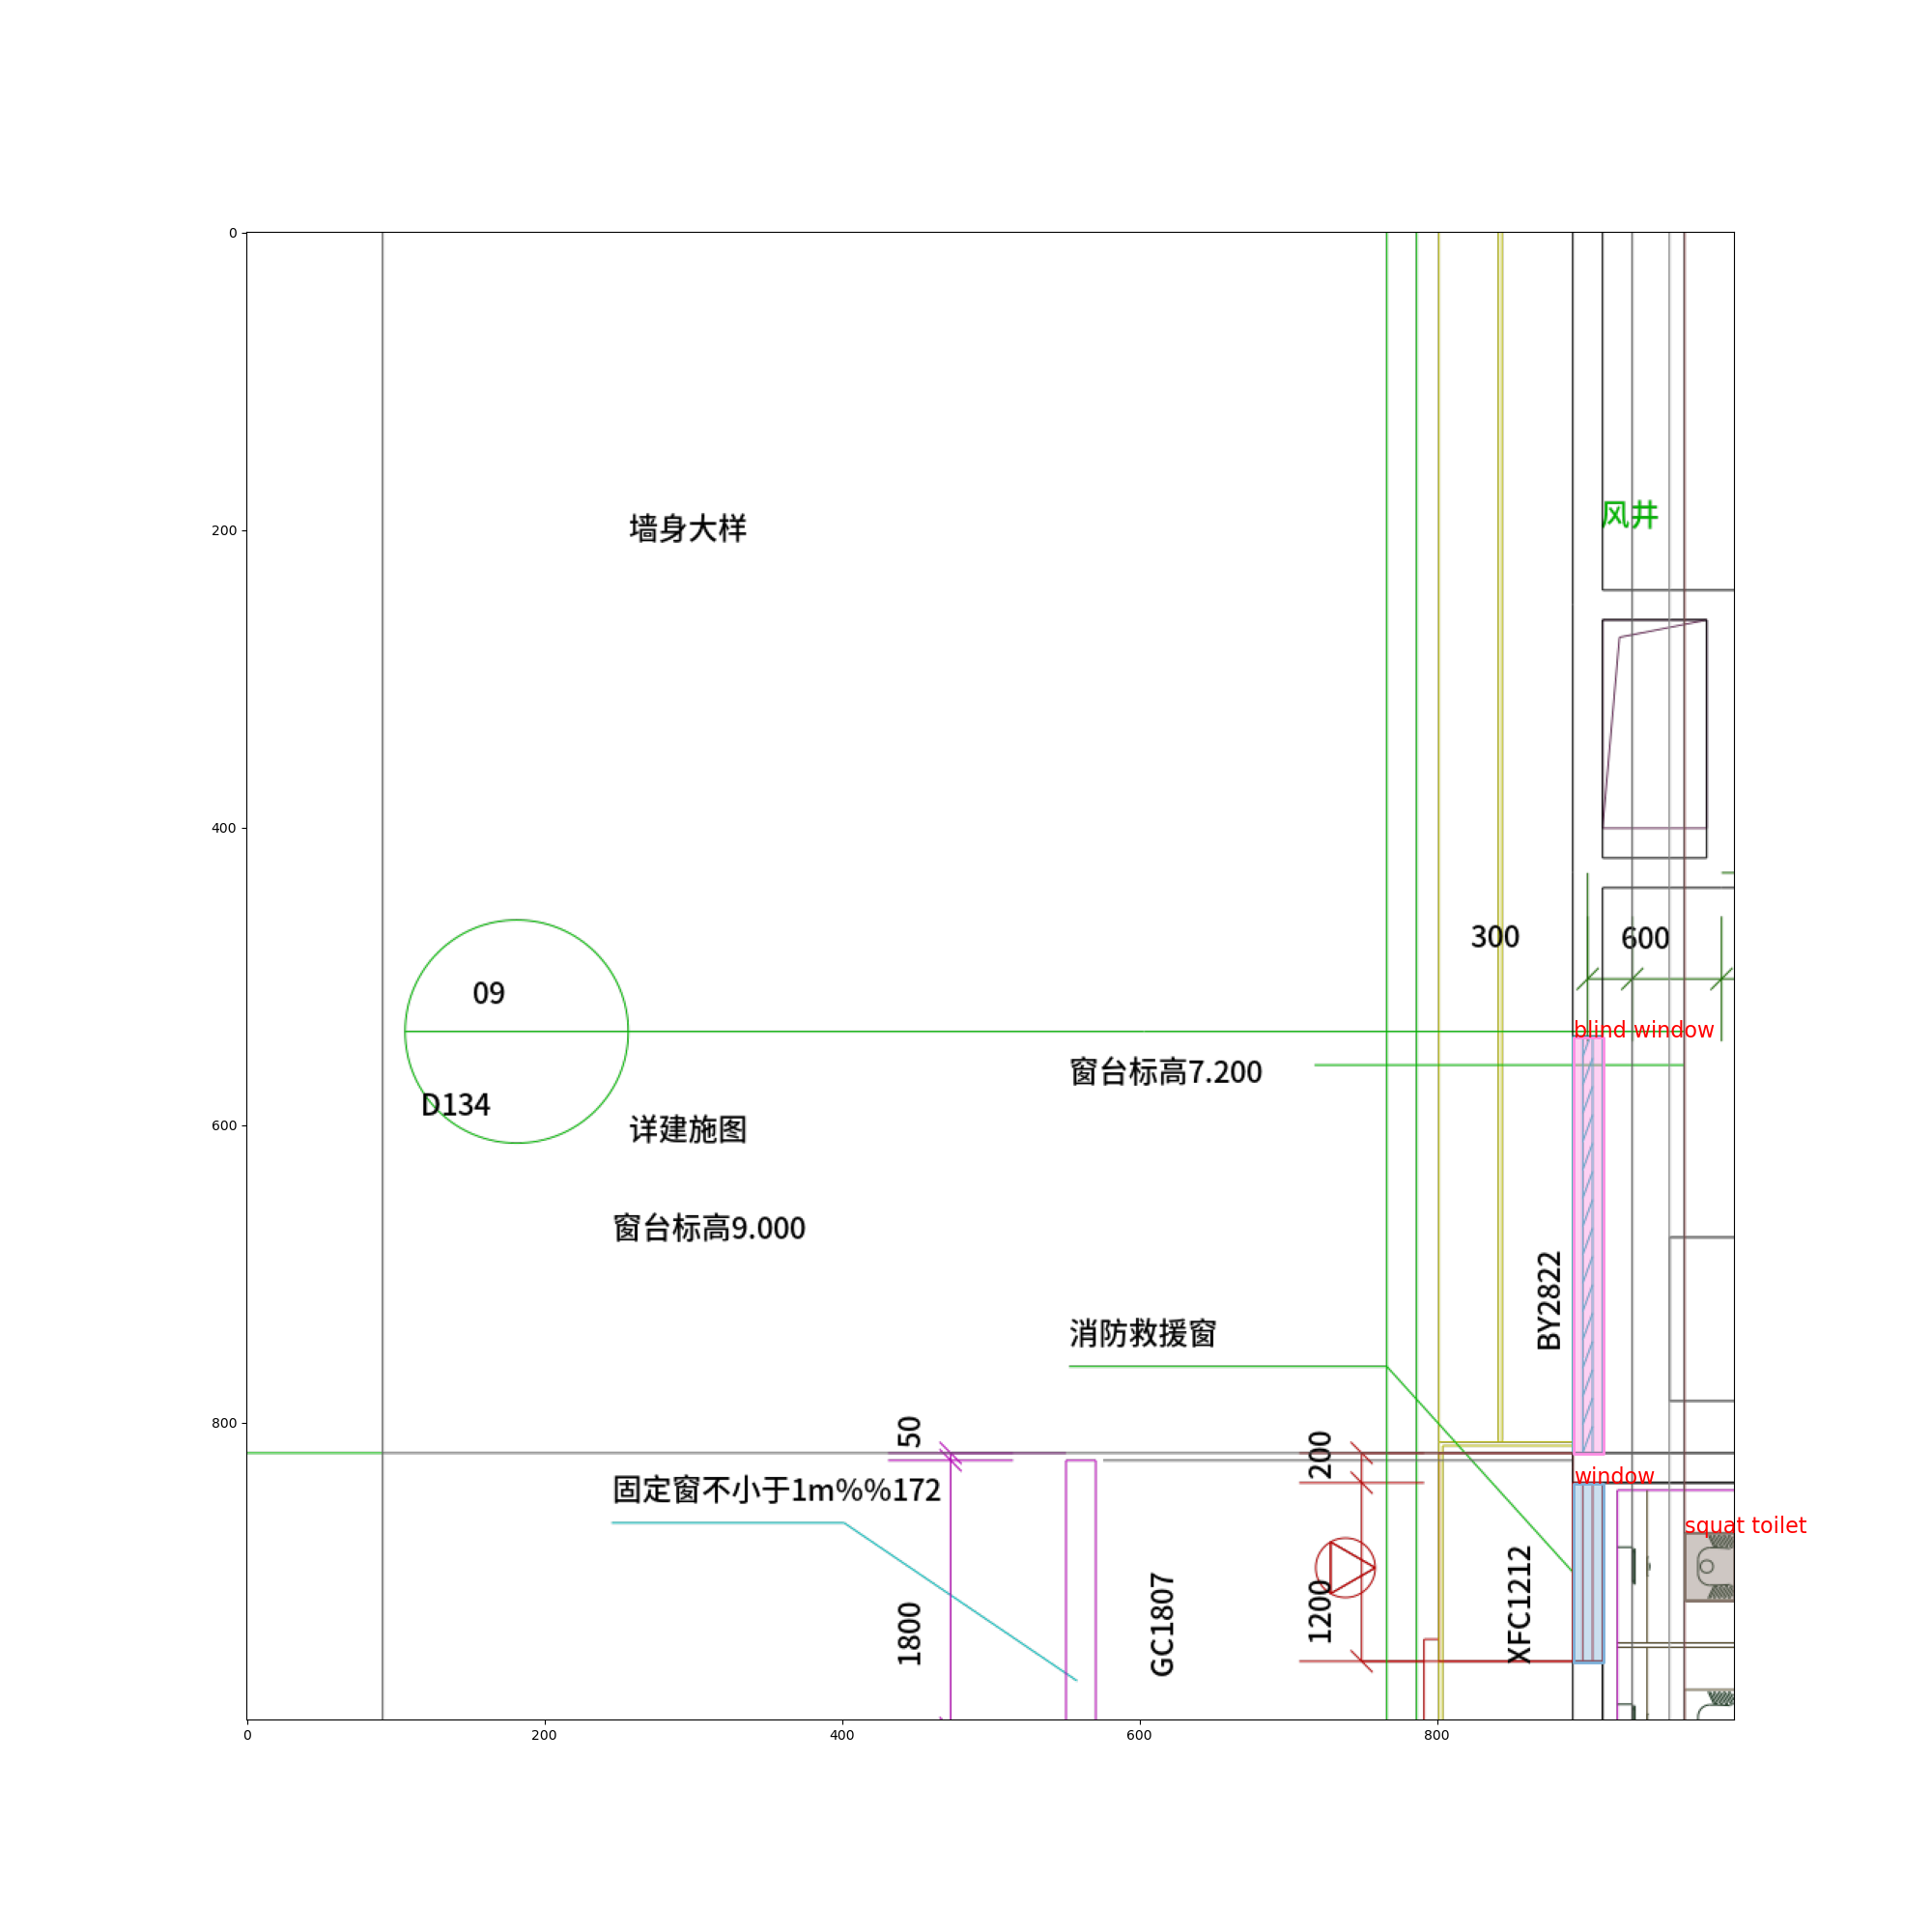 0
200
400
600
800
0
200
400
600
800
墙身大样
风井
300
600
09
D134
blind window
窗台标高7.200
详建施图
窗台标高9.000
BY2822
消防救援窗
50
200
window
固定窗不小于1m%%172
squat toilet
1800
GC1807
1200
XFC1212